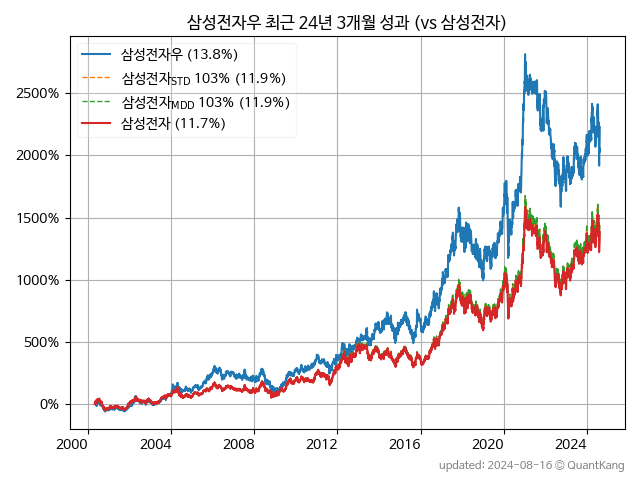 삼성전자우 최근 24년 3개월 성과 (vs 삼성전자)
삼성전자우 (13.8%)
삼성전자STD 103% (11.9%)
삼성전자MDD 103% (11.9%)
삼성전자 (11.7%)
2500%
2000%
1500%
1000%
500%
0%
2000 2004 2008 2012 2016 2020 2024
updated: 2024-08-16 © QuantKang